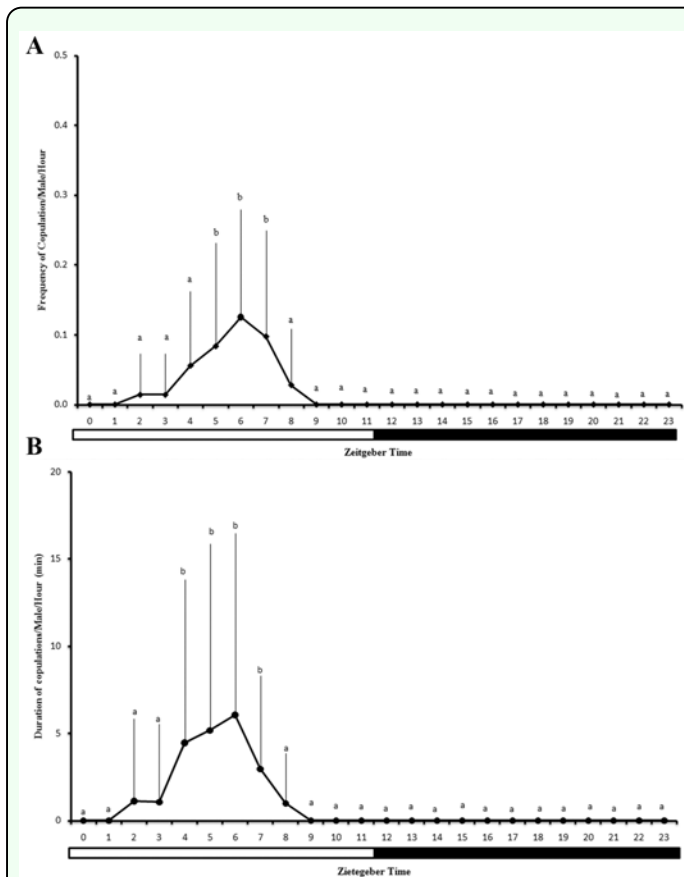 A
Frequency of Copulation/Male/Hour
0.5
0.4
0.3
0.2
0.1
0.0
a a a a a b b b a a a a a a a a a a a a a a a a
0 1 2 3 4 5 6 7 8 9 10 11 12 13 14 15 16 17 18 19 20 21 22 23
Zeitgeber Time
B
Duration of copulations/Male/Hour (min)
20
15
10
5
0
a a a a b b b b a a a a a a a a a a a a a a a a
0 1 2 3 4 5 6 7 8 9 10 11 12 13 14 15 16 17 18 19 20 21 22 23
Zietegeber Time